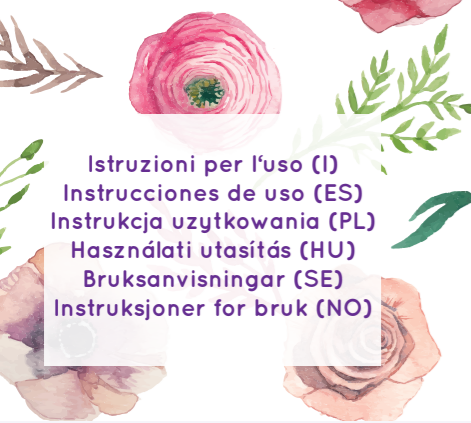 Istruzioni per l‘uso (I)
Instrucciones de uso (ES)
Instrukcja uzytkowania (PL)
Használati utasítás (HU)
Bruksanvisningar (SE)
Instruksjoner for bruk (NO)